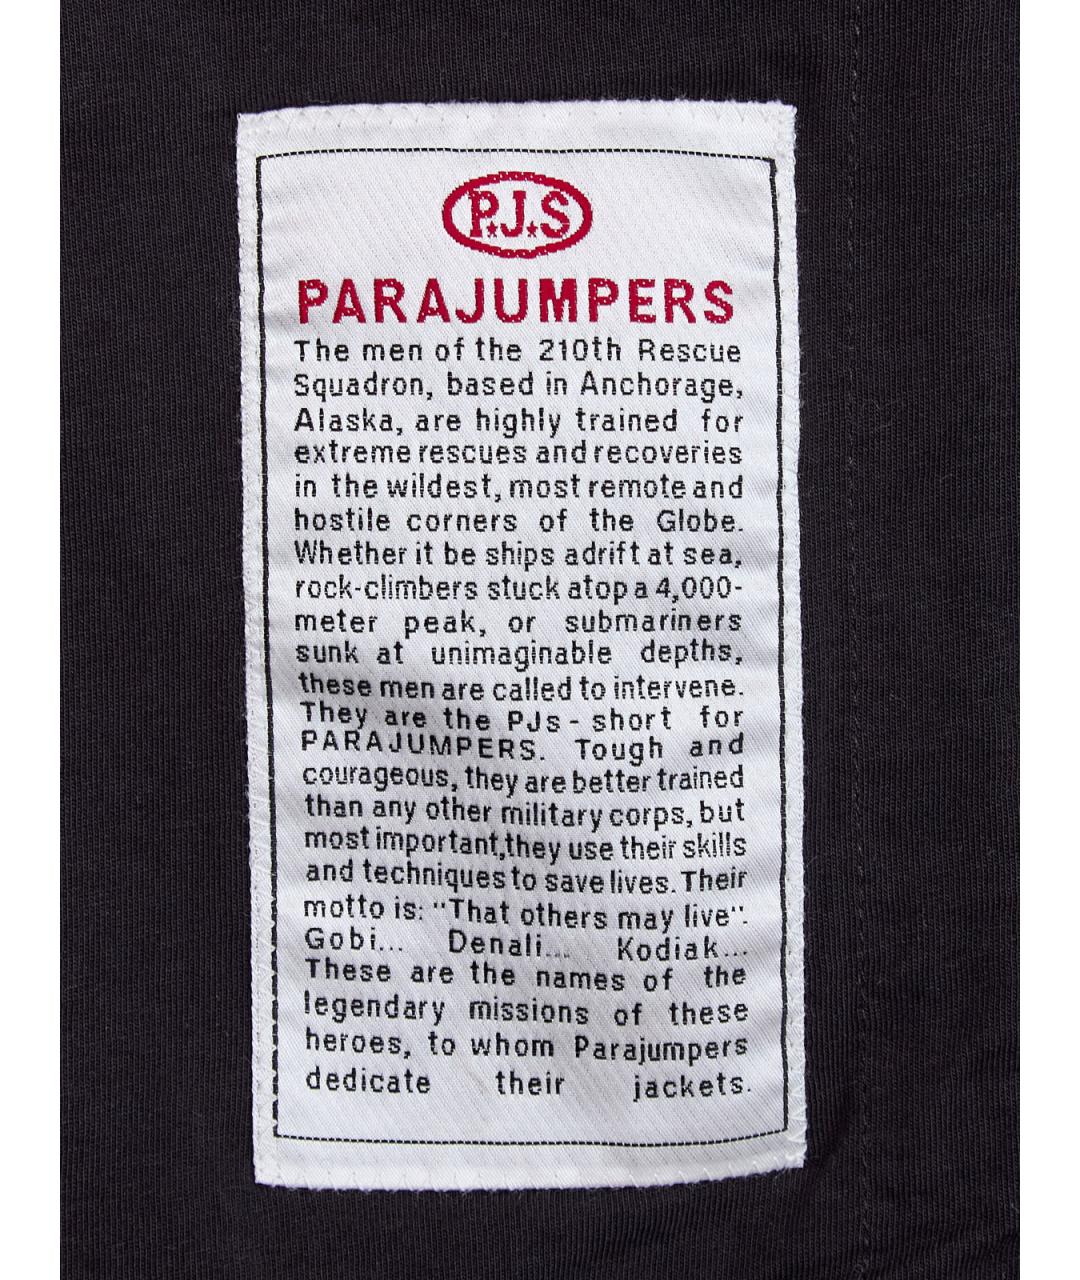 P.J.S
PARAJUMPERS
The men of the 210th Rescue
Squadron, based in Anchorage,
Alaska, are highly trained for
extreme rescues and recoveries
in the wildest, most remote and
hostile corners of the Globe.
Whether it be ships adrift at sea,
rock-climbers stuck atop a 4,000-
meter peak, or submariners
sunk at unimaginable depths,
these men are called to intervene.
They are the PJs - short for
PARAJUMPERS. Tough and
courageous, they are better trained
than any other military corps, but
most important,they use their skills
and techniques to save lives. Their
motto is: "That others may live".
Gobi... Denali... Kodiak...
These are the names of the
legendary missions of these
heroes, to whom Parajumpers
dedicate their jackets.